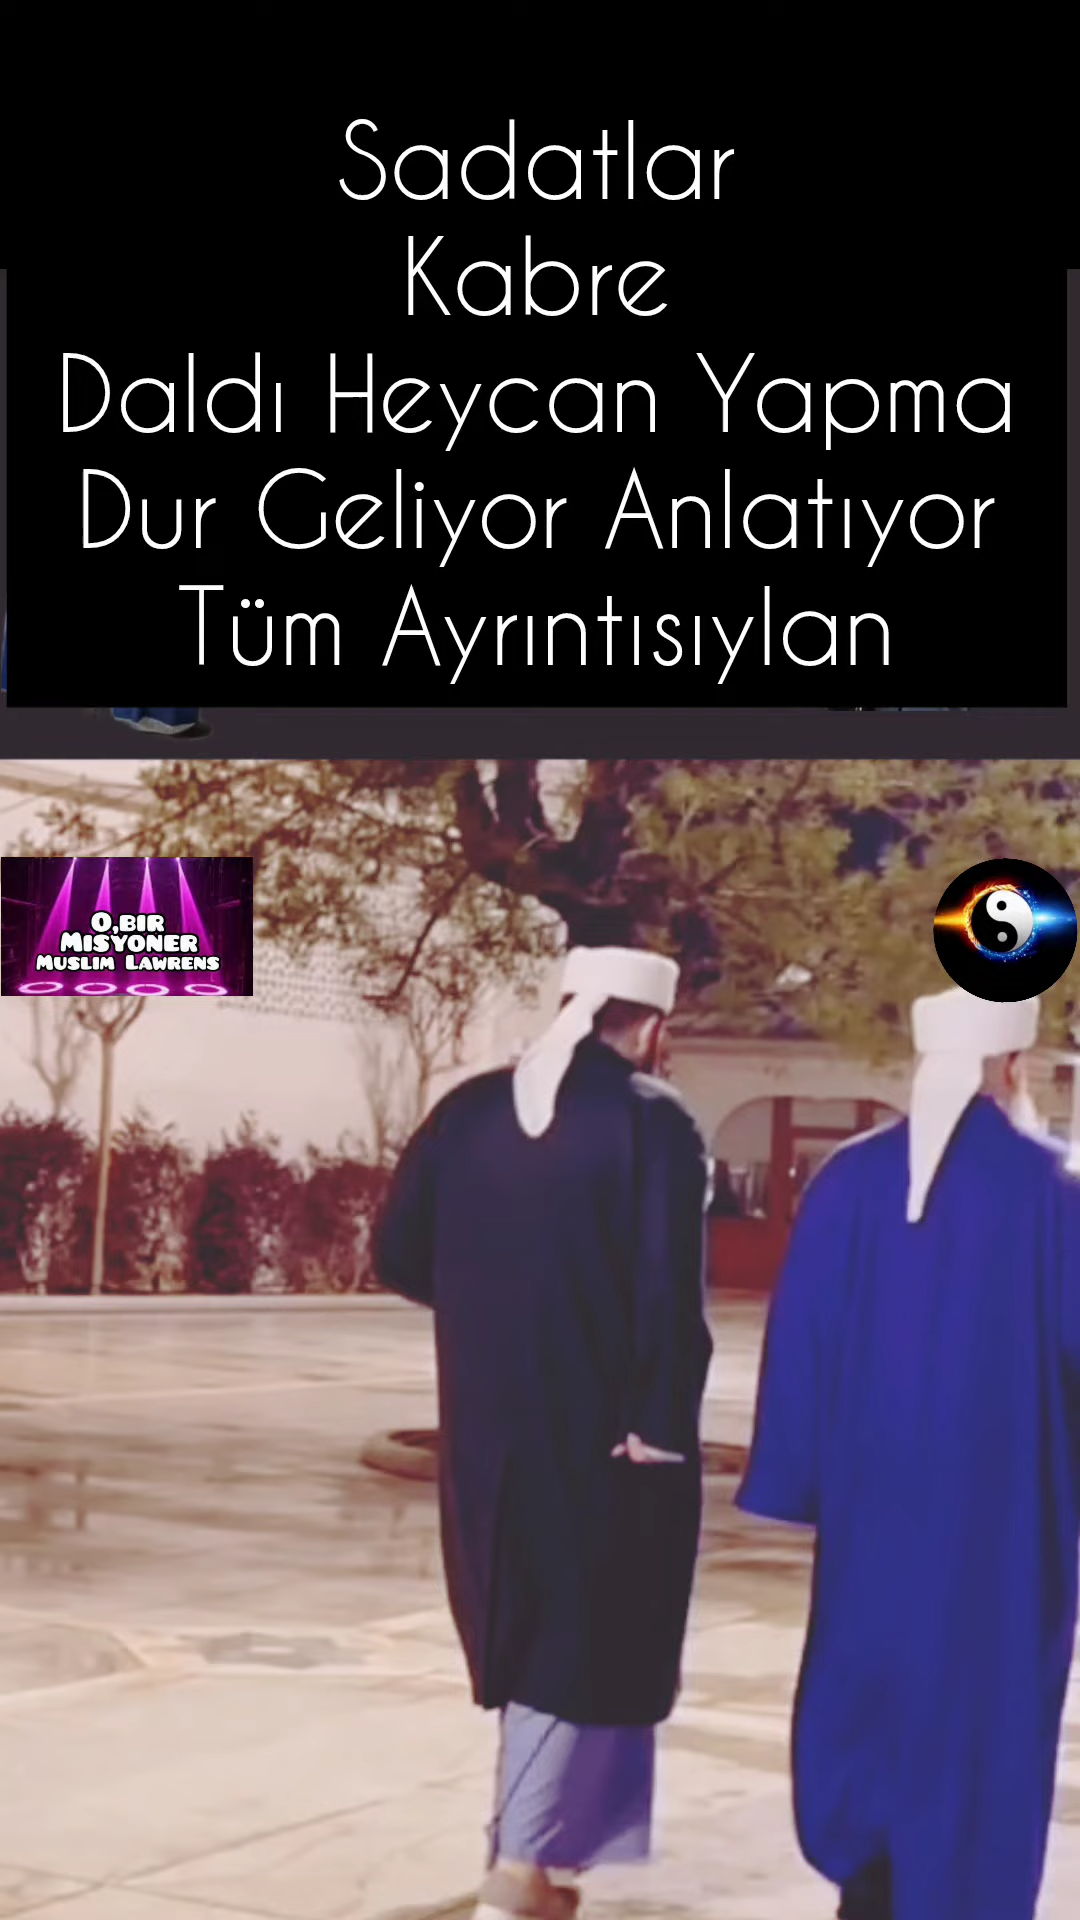 Sadatlar
Kabre
Daldı Heycan Yapma
Dur Geliyor Anlatıyor
Tüm Ayrıntısıylan
O,BIR
MISYONER
MUSLIM LAWRENS